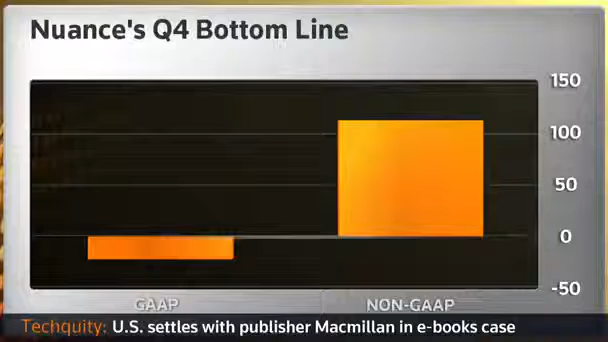 Nuance's Q4 Bottom Line
150
100
50
0
-50
GAAP
NON-GAAP
Techquity: U.S. settles with publisher Macmillan in e-books case